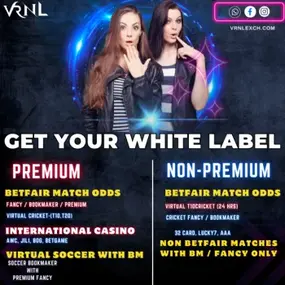 VRNL
VRNLEXCH.COM
GET YOUR WHITE LABEL
PREMIUM
BETFAIR MATCH ODDS
FANCY / BOOKMAKER / PREMIUM
VIRTUAL CRICKET-(T10,T20)
INTERNATIONAL CASINO
AWC, JILI, BOG, BETGAME
VIRTUAL SOCCER WITH BM
SOCCER BOOKMAKER
WITH
PREMIUM FANCY
NON-PREMIUM
BETFAIR MATCH ODDS
VIRTUAL T10CRICKET (24 HRS)
CRICKET FANCY / BOOKMAKER
32 CARD, LUCKY7, AAA
NON BETFAIR MATCHES
WITH BM / FANCY ONLY